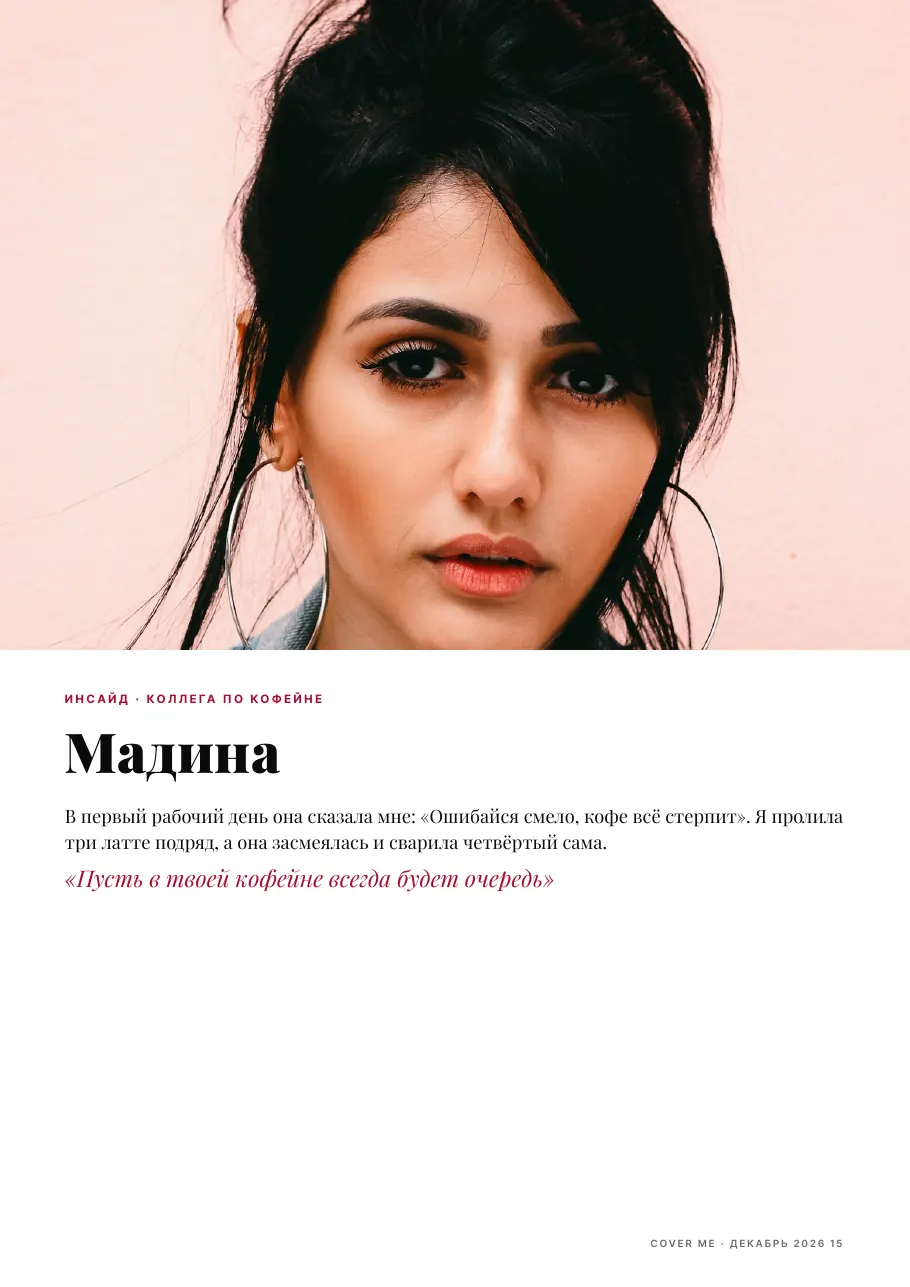 ИНСАЙД · КОЛЛЕГА ПО КОФЕЙНЕ
Мадина
В первый рабочий день она сказала мне: «Ошибайся смело, кофе всё стерпит». Я пролила
три латте подряд, а она засмеялась и сварила четвёртый сама.
«Пусть в твоей кофейне всегда будет очередь»
COVER ME · ДЕКАБРЬ 2026 15